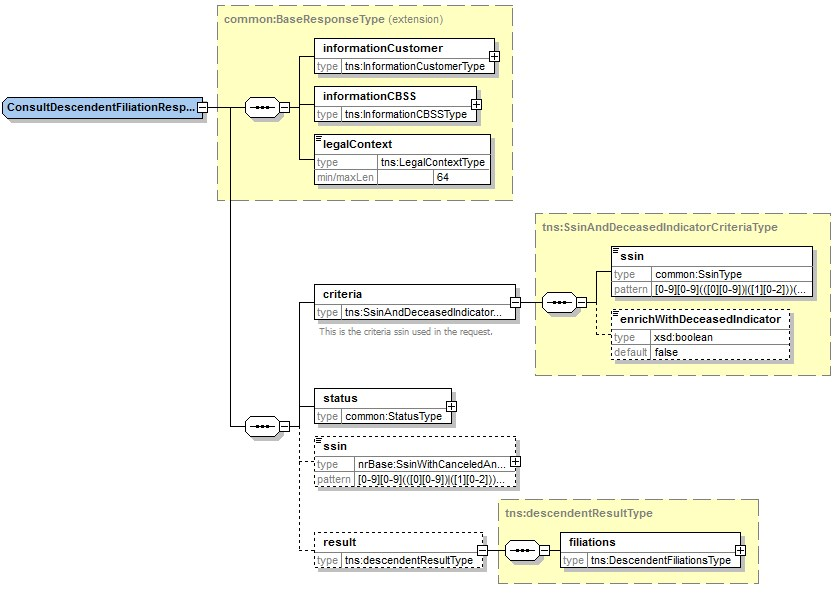 common:BaseResponseType (extension)
informationCustomer
type tns:InformationCustomerType
ConsultDescendentFiliationResp...
informationCBSS
type tns:InformationCBSSType
legalContext
type tns:LegalContextType
min/maxLen 64
tns:SsinAndDeceasedIndicatorCriteriaType
ssin
type common:SsinType
pattern [0-9][0-9](([0][0-9])|([1][0-2]))(...
criteria
type tns:SsinAndDeceasedIndicator...
This is the criteria ssin used in the request.
enrichWithDeceasedIndicator
type xsd:boolean
default false
status
type common:StatusType
ssin
type nrBase:SsinWithCanceledAn...
pattern [0-9][0-9](([0][0-9])|([1][0-2]))...
tns:descendentResultType
result
type tns:descendentResultType
filiations
type tns:DescendentFiliationsType